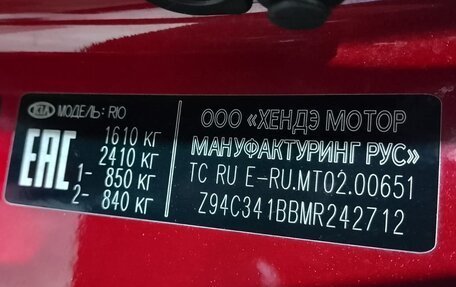 KIA МОДЕЛЬ: RIO
EAC
1610 КГ
2410 КГ
1- 850 КГ
2- 840 КГ
ООО «ХЕНДЭ МОТОР
МАНУФАКТУРИНГ РУС»
TC RU E-RU.MT02.00651
Z94C341BBMR242712